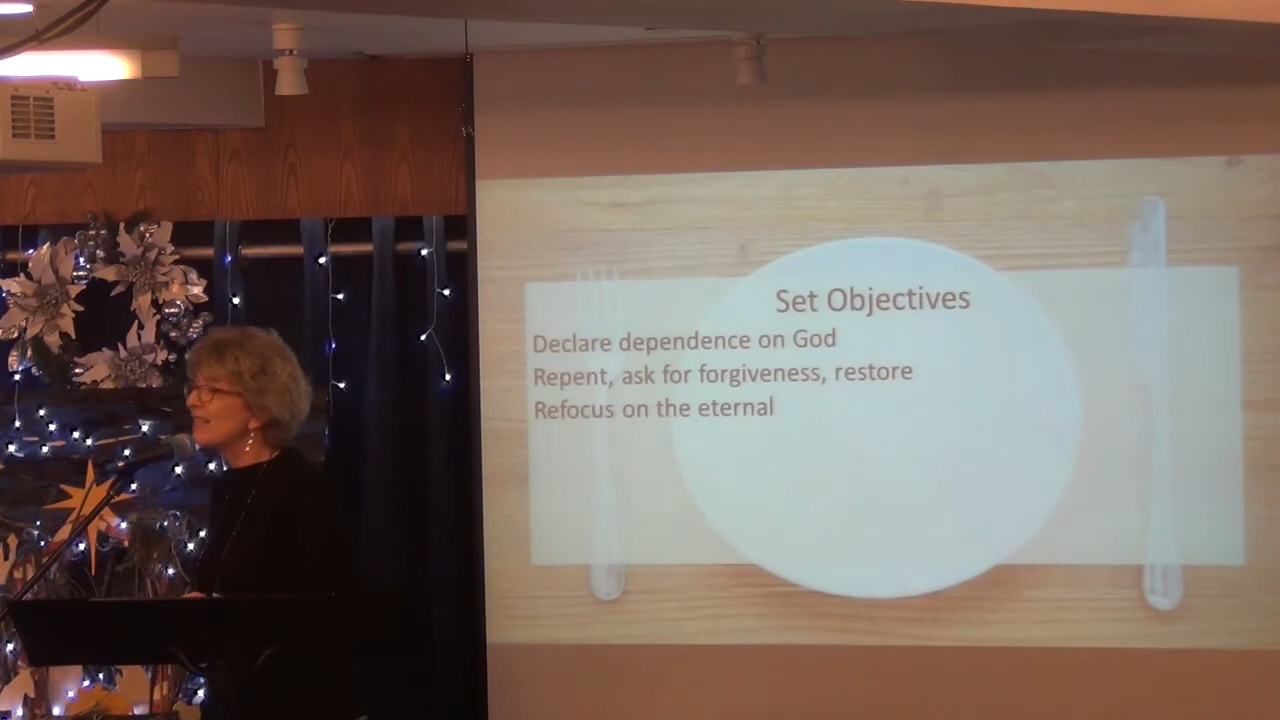 Set Objectives
Declare dependence on God
Repent, ask for forgiveness, restore
Refocus on the eternal